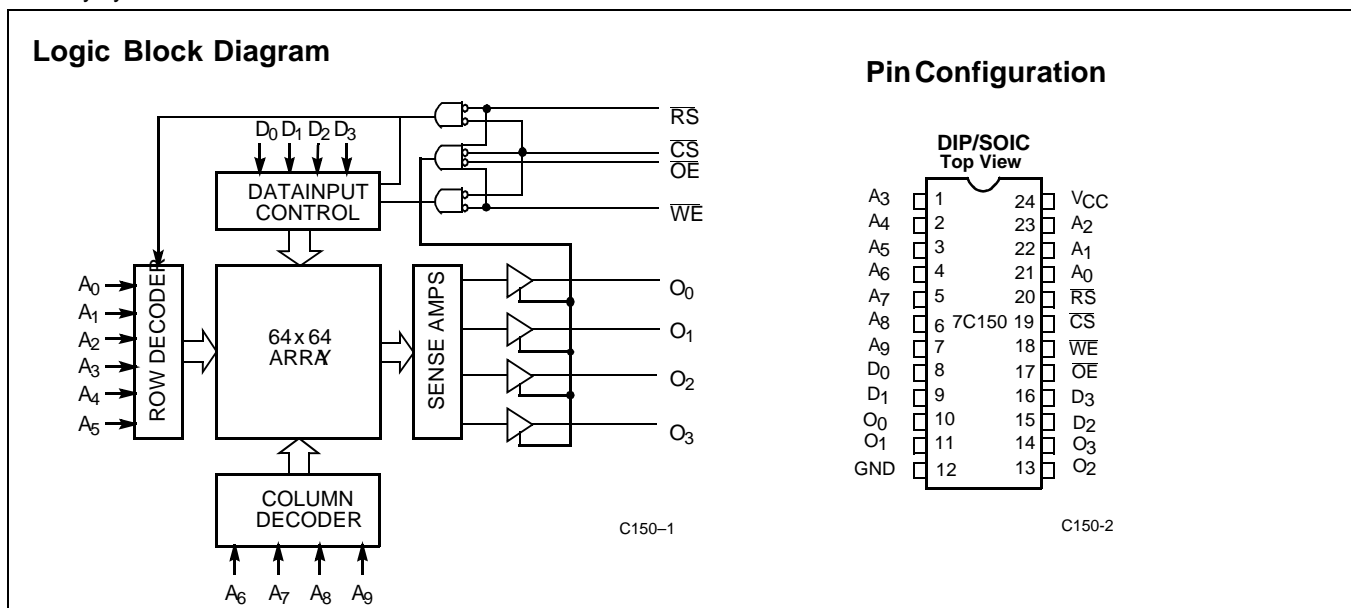 Logic Block Diagram
Pin Configuration
RS
CS
OE
WE
D0 D1 D2 D3
DATAINPUT
CONTROL
A0
A1
A2
A3
A4
A5
ROW DECODER
64x64
ARRAY
SENSE AMPS
O0
O1
O2
O3
COLUMN
DECODER
A6 A7 A8 A9
C150–1
DIP/SOIC
Top View
A3 1 24 VCC
A4 2 23 A2
A5 3 22 A1
A6 4 21 A0
A7 5 20 RS
A8 6 7C150 19 CS
A9 7 18 WE
D0 8 17 OE
D1 9 16 D3
O0 10 15 D2
O1 11 14 O3
GND 12 13 O2
C150-2